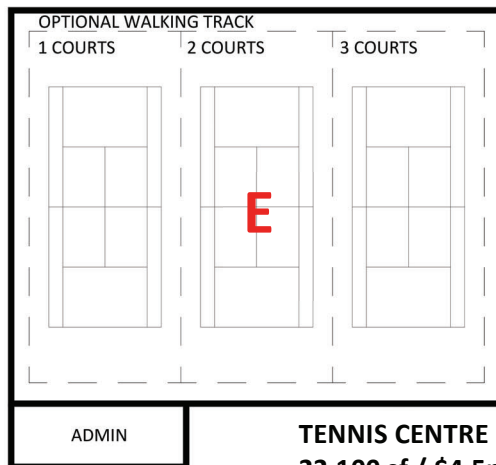 OPTIONAL WALKING TRACK
1 COURTS 2 COURTS 3 COURTS
E
ADMIN
TENNIS CENTRE